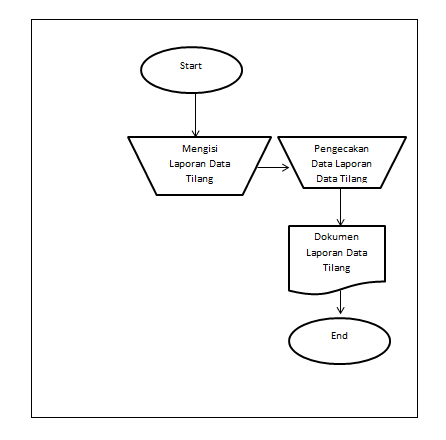 Start
Mengisi
Laporan Data
Tilang
Pengecakan
Data Laporan
Data Tilang
Dokumen
Laporan Data
Tilang
End